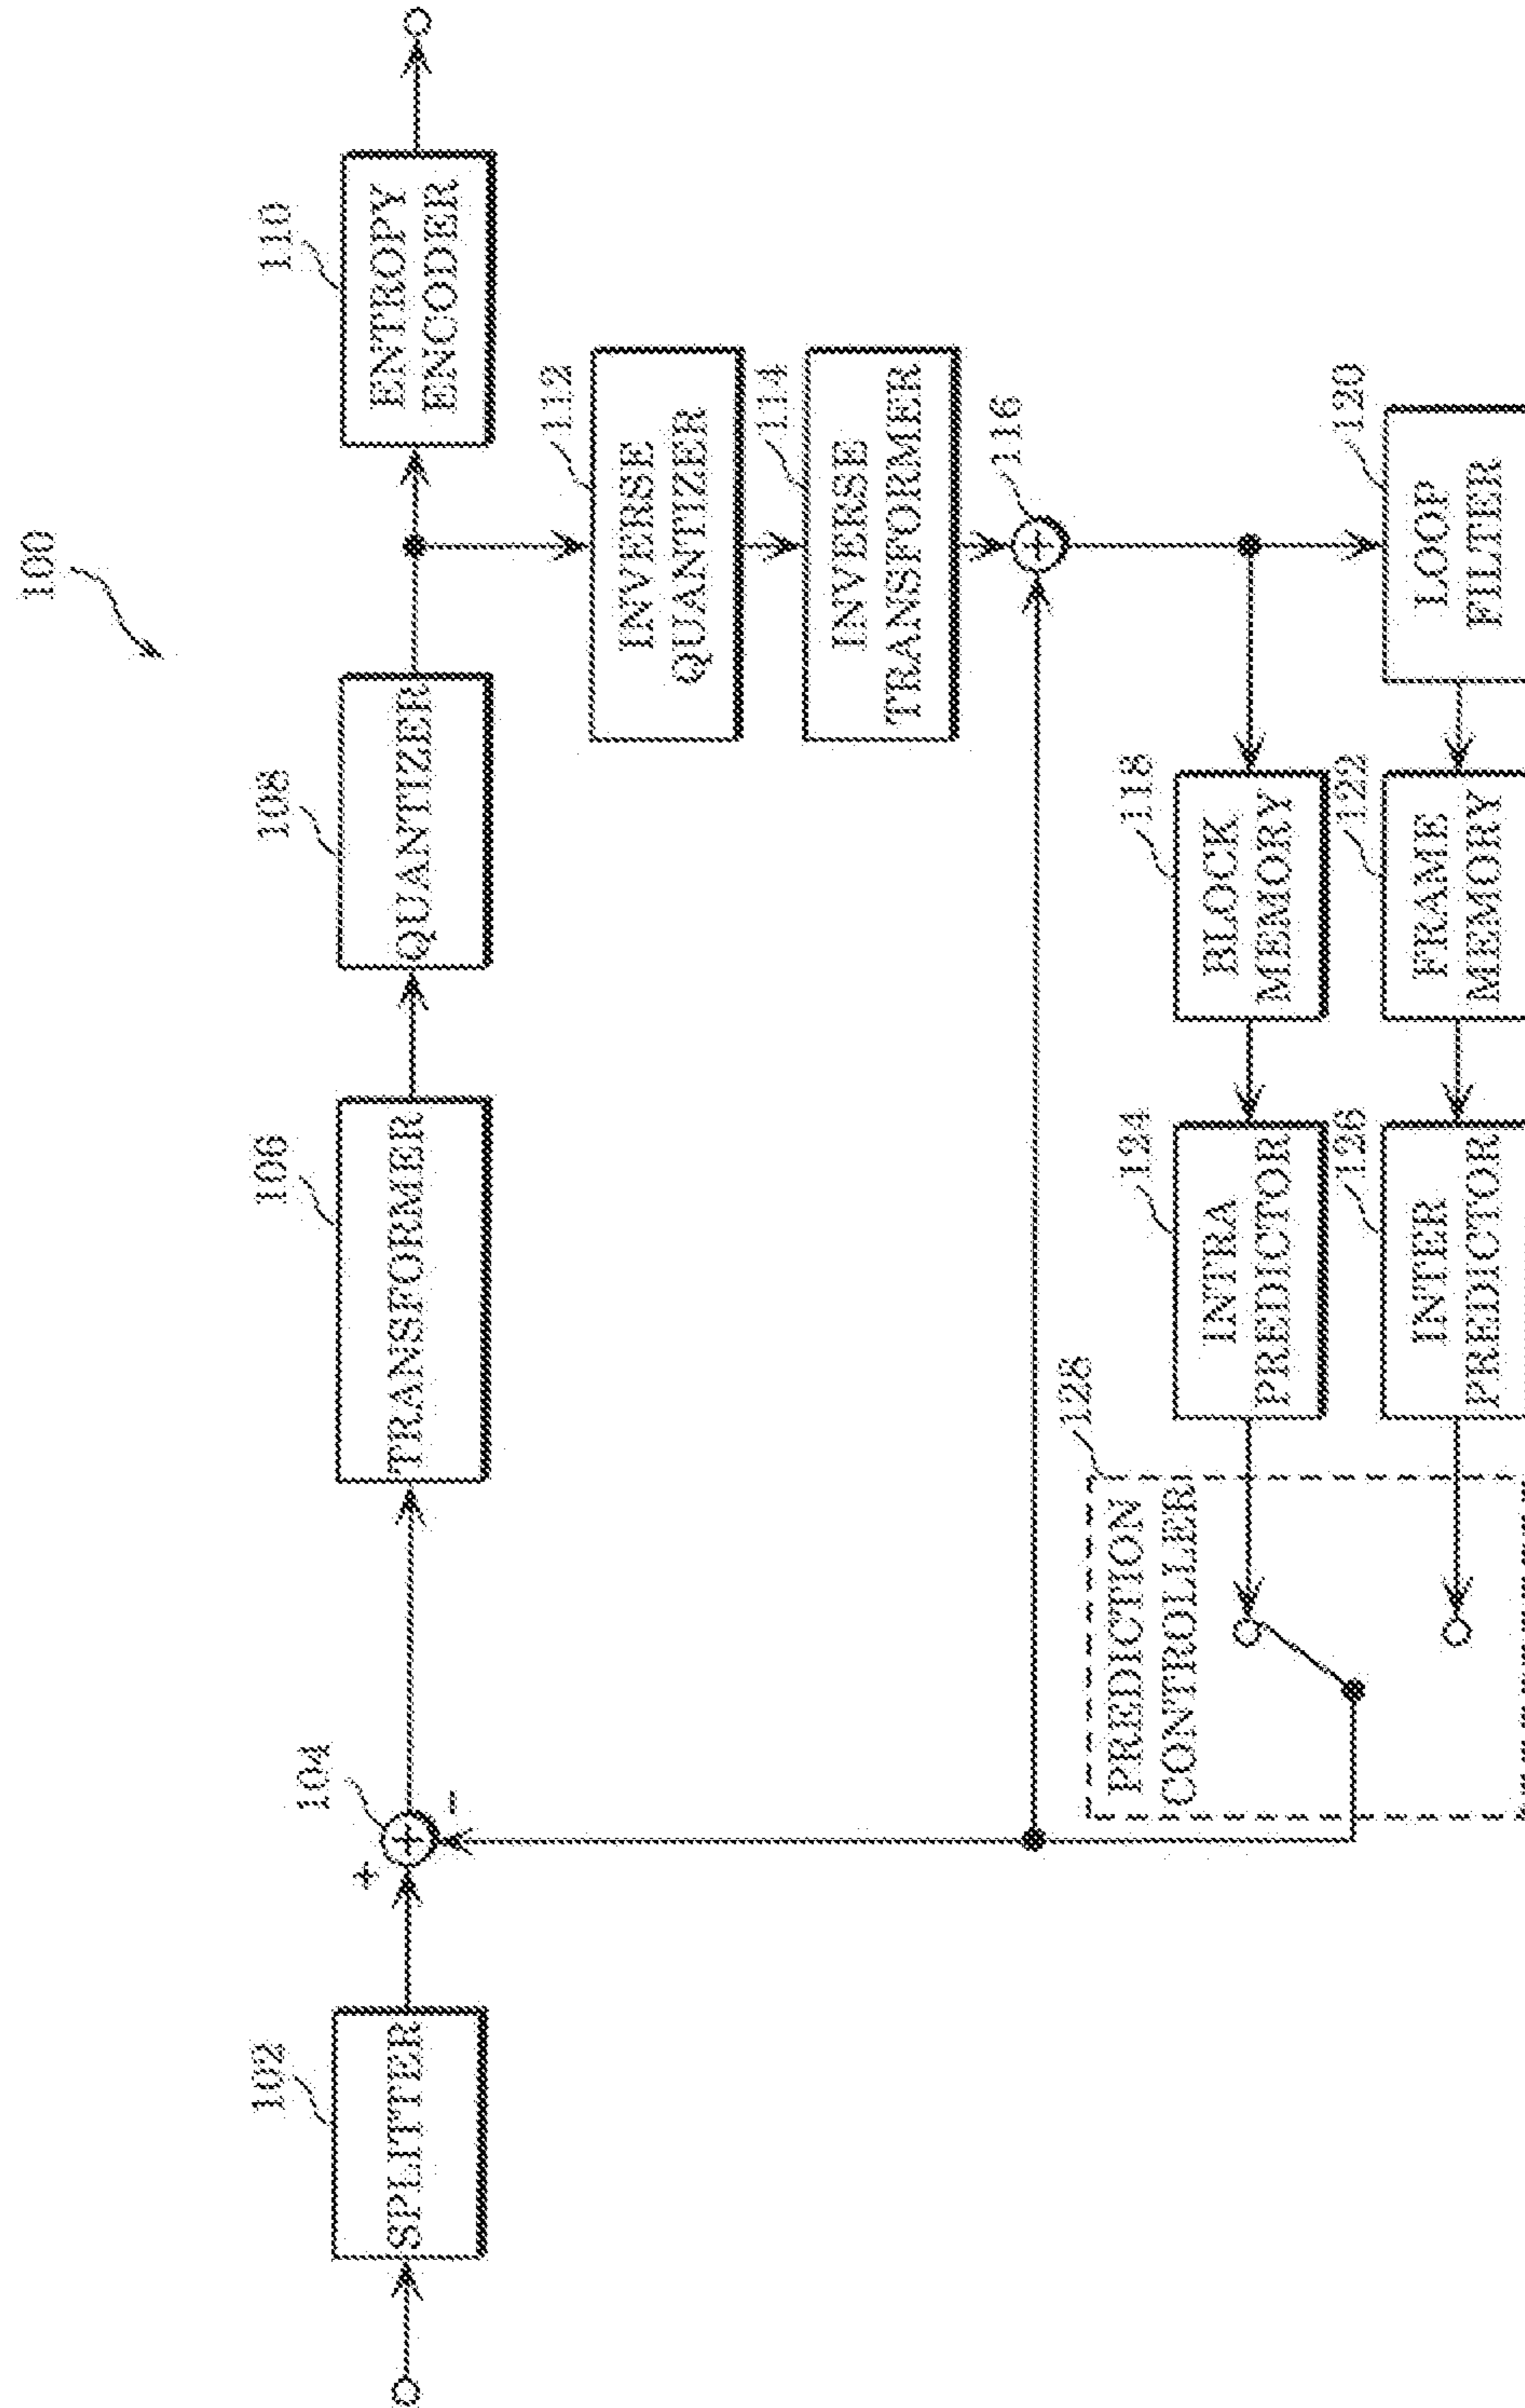 100
102
SPLITTER
104
+
-
106
TRANSFORMER
108
QUANTIZER
110
ENTROPY
ENCODER
112
INVERSE
QUANTIZER
114
INVERSE
TRANSFORMER
116
128
PREDICTION
CONTROLLER
124
INTRA
PREDICTOR
118
BLOCK
MEMORY
126
INTER
PREDICTOR
122
FRAME
MEMORY
120
LOOP
FILTER